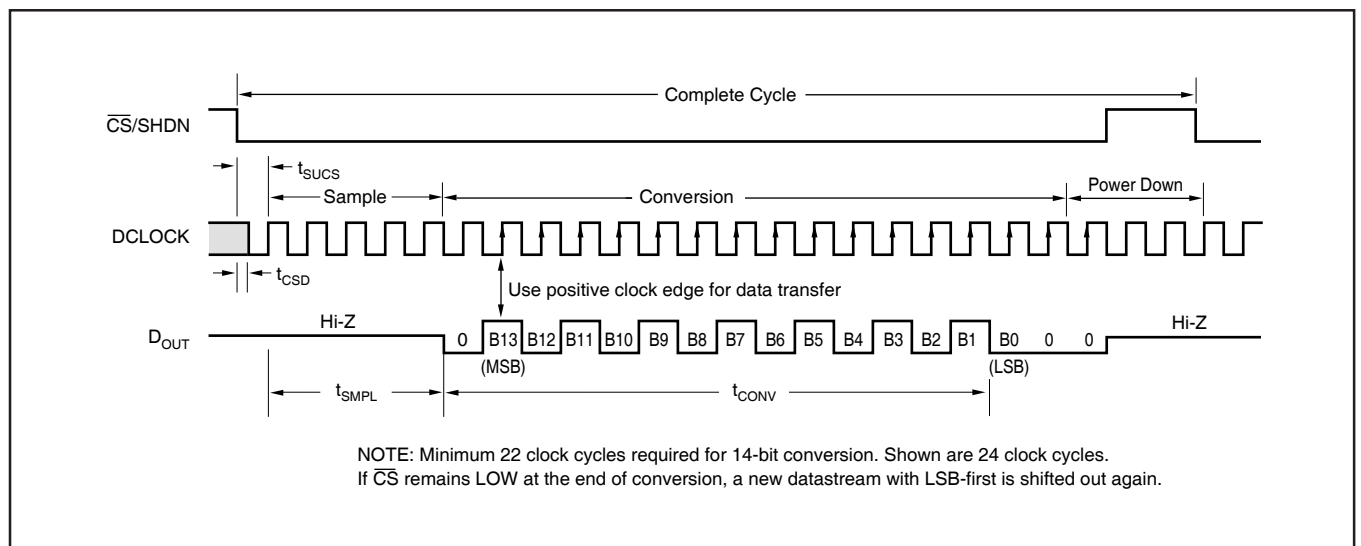 Complete Cycle
CS/SHDN
tSUCS
Sample
Conversion
Power Down
DCLOCK
tCSD
Use positive clock edge for data transfer
Hi-Z
Hi-Z
DOUT
0 B13 B12 B11 B10 B9 B8 B7 B6 B5 B4 B3 B2 B1 B0 0 0
(MSB)
(LSB)
tSMPL
tCONV
NOTE: Minimum 22 clock cycles required for 14-bit conversion. Shown are 24 clock cycles.
If CS remains LOW at the end of conversion, a new datastream with LSB-first is shifted out again.